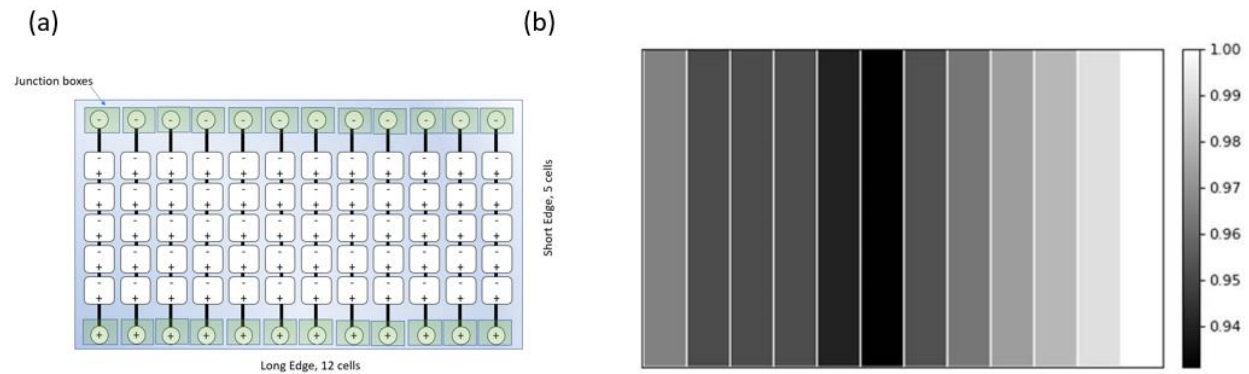 (a)
(b)
Junction boxes
- - - - - - - - - - - -
- - - - - - - - - - - -
+ + + + + + + + + + + +
- - - - - - - - - - - -
+ + + + + + + + + + + +
- - - - - - - - - - - -
+ + + + + + + + + + + +
- - - - - - - - - - - -
+ + + + + + + + + + + +
- - - - - - - - - - - -
+ + + + + + + + + + + +
+ + + + + + + + + + + +
Short Edge, 5 cells
Long Edge, 12 cells
1.00
0.99
0.98
0.97
0.96
0.95
0.94